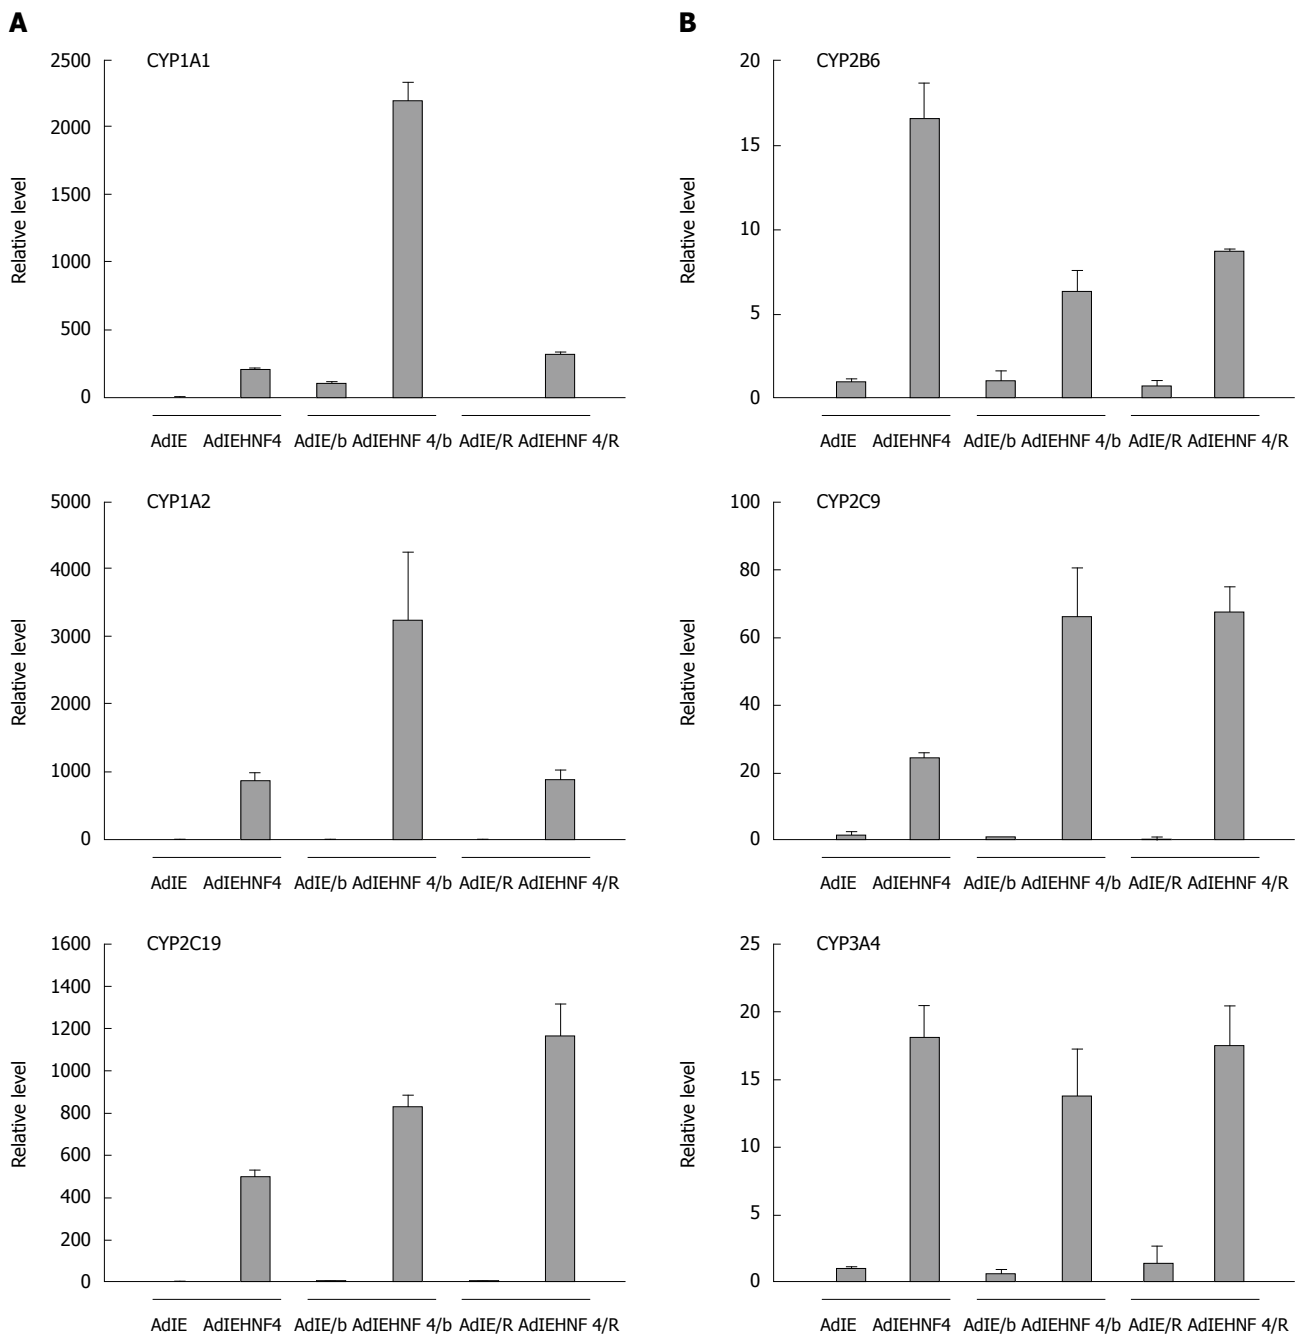 A
CYP1A1
Relative level
2500
2000
1500
1000
500
0
AdIE AdIEHNF4 AdIE/b AdIEHNF 4/b AdIE/R AdIEHNF 4/R
CYP1A2
Relative level
5000
4000
3000
2000
1000
0
AdIE AdIEHNF4 AdIE/b AdIEHNF 4/b AdIE/R AdIEHNF 4/R
CYP2C19
Relative level
1600
1400
1200
1000
800
600
400
200
0
AdIE AdIEHNF4 AdIE/b AdIEHNF 4/b AdIE/R AdIEHNF 4/R
B
CYP2B6
Relative level
20
15
10
5
0
AdIE AdIEHNF4 AdIE/b AdIEHNF 4/b AdIE/R AdIEHNF 4/R
CYP2C9
Relative level
100
80
60
40
20
0
AdIE AdIEHNF4 AdIE/b AdIEHNF 4/b AdIE/R AdIEHNF 4/R
CYP3A4
Relative level
25
20
15
10
5
0
AdIE AdIEHNF4 AdIE/b AdIEHNF 4/b AdIE/R AdIEHNF 4/R